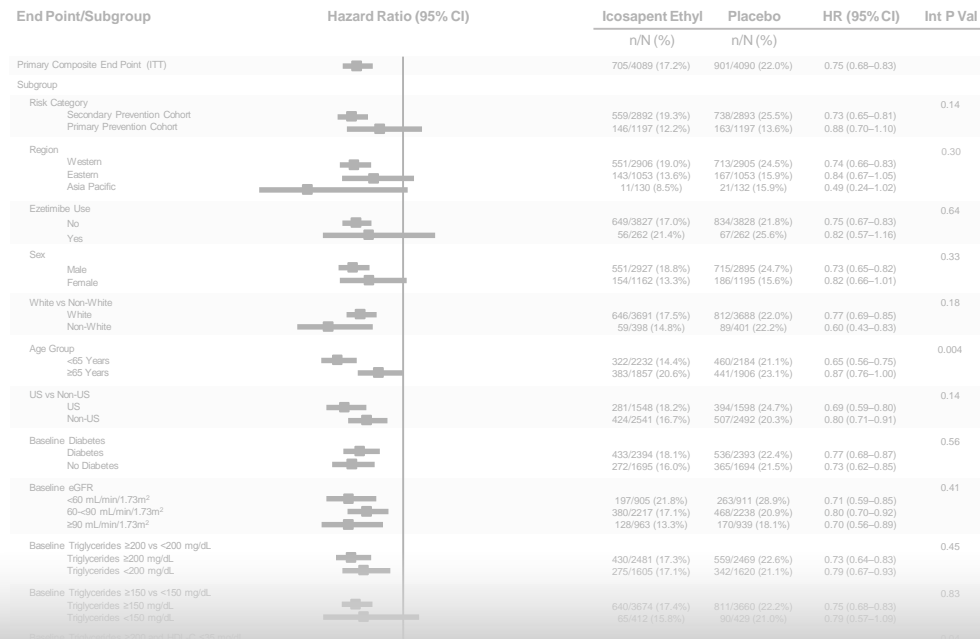 End Point/Subgroup Hazard Ratio (95% CI) Icosapent Ethyl Placebo HR (95% CI) Int P Val
n/N (%) n/N (%)
Primary Composite End Point (ITT) 705/4089 (17.2%) 901/4090 (22.0%) 0.75 (0.68–0.83)
Subgroup
Risk Category 0.14
Secondary Prevention Cohort 559/2892 (19.3%) 738/2893 (25.5%) 0.73 (0.65–0.81)
Primary Prevention Cohort 146/1197 (12.2%) 163/1197 (13.6%) 0.88 (0.70–1.10)
Region 0.30
Western 551/2906 (19.0%) 713/2905 (24.5%) 0.74 (0.66–0.83)
Eastern 143/1053 (13.6%) 167/1053 (15.9%) 0.84 (0.67–1.05)
Asia Pacific 11/130 (8.5%) 21/132 (15.9%) 0.49 (0.24–1.02)
Ezetimibe Use 0.64
No 649/3827 (17.0%) 834/3828 (21.8%) 0.75 (0.67–0.83)
Yes 56/262 (21.4%) 67/262 (25.6%) 0.82 (0.57–1.16)
Sex 0.33
Male 551/2927 (18.8%) 715/2895 (24.7%) 0.73 (0.65–0.82)
Female 154/1162 (13.3%) 186/1195 (15.6%) 0.82 (0.66–1.01)
White vs Non-White 0.18
White 646/3691 (17.5%) 812/3688 (22.0%) 0.77 (0.69–0.85)
Non-White 59/398 (14.8%) 89/401 (22.2%) 0.60 (0.43–0.83)
Age Group 0.004
<65 Years 322/2232 (14.4%) 460/2184 (21.1%) 0.65 (0.56–0.75)
≥65 Years 383/1857 (20.6%) 441/1906 (23.1%) 0.87 (0.76–1.00)
US vs Non-US 0.14
US 281/1548 (18.2%) 394/1598 (24.7%) 0.69 (0.59–0.80)
Non-US 424/2541 (16.7%) 507/2492 (20.3%) 0.80 (0.71–0.91)
Baseline Diabetes 0.56
Diabetes 433/2394 (18.1%) 536/2393 (22.4%) 0.77 (0.68–0.87)
No Diabetes 272/1695 (16.0%) 365/1694 (21.5%) 0.73 (0.62–0.85)
Baseline eGFR 0.41
<60 mL/min/1.73m² 197/905 (21.8%) 263/911 (28.9%) 0.71 (0.59–0.85)
60-<90 mL/min/1.73m² 380/2217 (17.1%) 468/2238 (20.9%) 0.80 (0.70–0.92)
≥90 mL/min/1.73m² 128/963 (13.3%) 170/939 (18.1%) 0.70 (0.56–0.89)
Baseline Triglycerides ≥200 vs <200 mg/dL 0.45
Triglycerides ≥200 mg/dL 430/2481 (17.3%) 559/2469 (22.6%) 0.73 (0.64–0.83)
Triglycerides <200 mg/dL 275/1605 (17.1%) 342/1620 (21.1%) 0.79 (0.67–0.93)
Baseline Triglycerides ≥150 vs <150 mg/dL 0.83
Triglycerides ≥150 mg/dL 640/3674 (17.4%) 811/3660 (22.2%) 0.75 (0.68–0.83)
Triglycerides <150 mg/dL 65/412 (15.8%) 90/429 (21.0%) 0.79 (0.57–1.09)